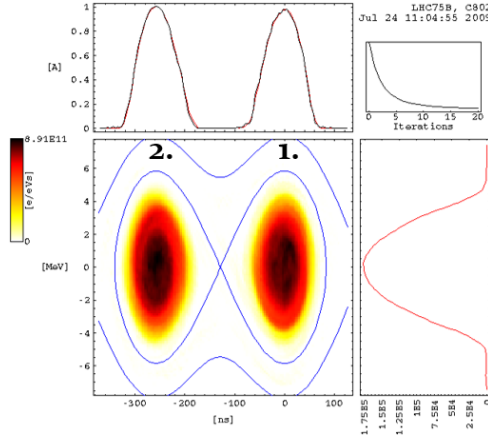 LHC75B, C802
Jul 24 11:04:55 2009
1
0.8
0.6
0.4
0.2
0
[A]
0 5 10 15 20
Iterations
8.91E11
[e/eVs]
0
2. 1.
6
4
2
0
-2
-4
-6
[MeV]
-300 -200 -100 0 100
[ns]
1.75E5
1.5E5
1.25E5
1E5
7.5E4
5E4
2.5E4
0